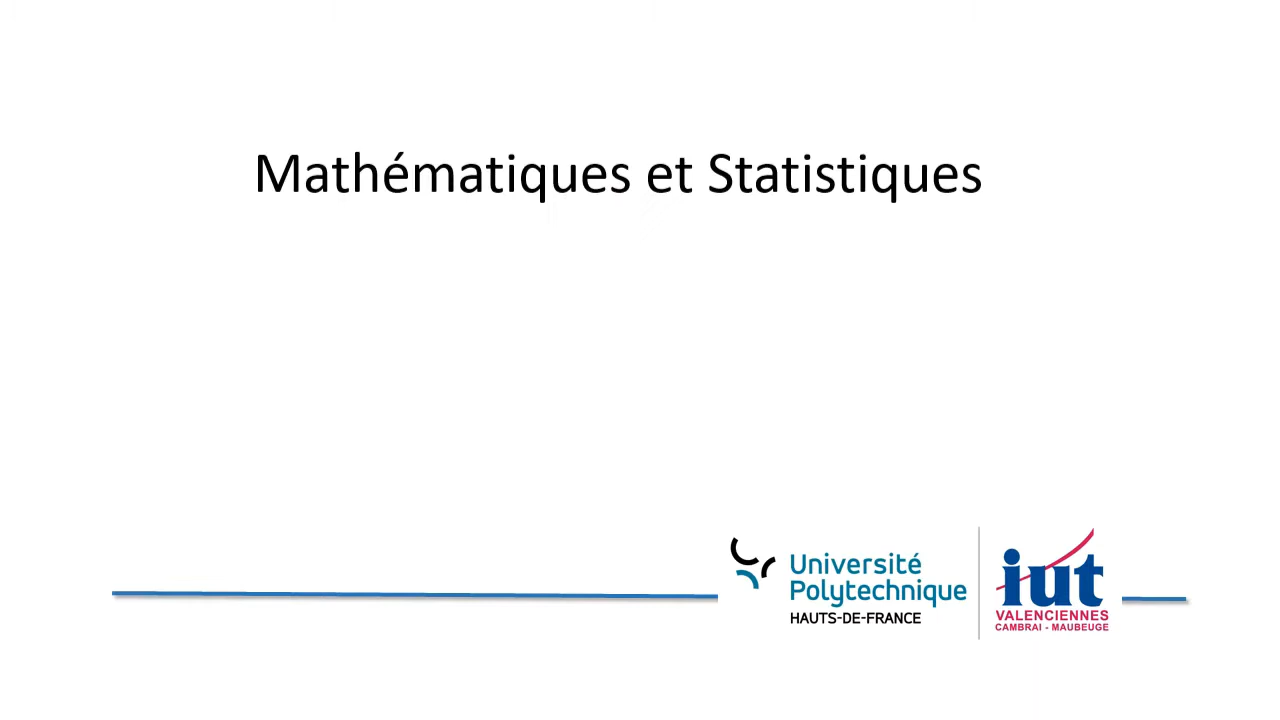 Mathématiques et Statistiques
Université
Polytechnique
HAUTS-DE-FRANCE
iut
VALENCIENNES
CAMBRAI - MAUBEUGE